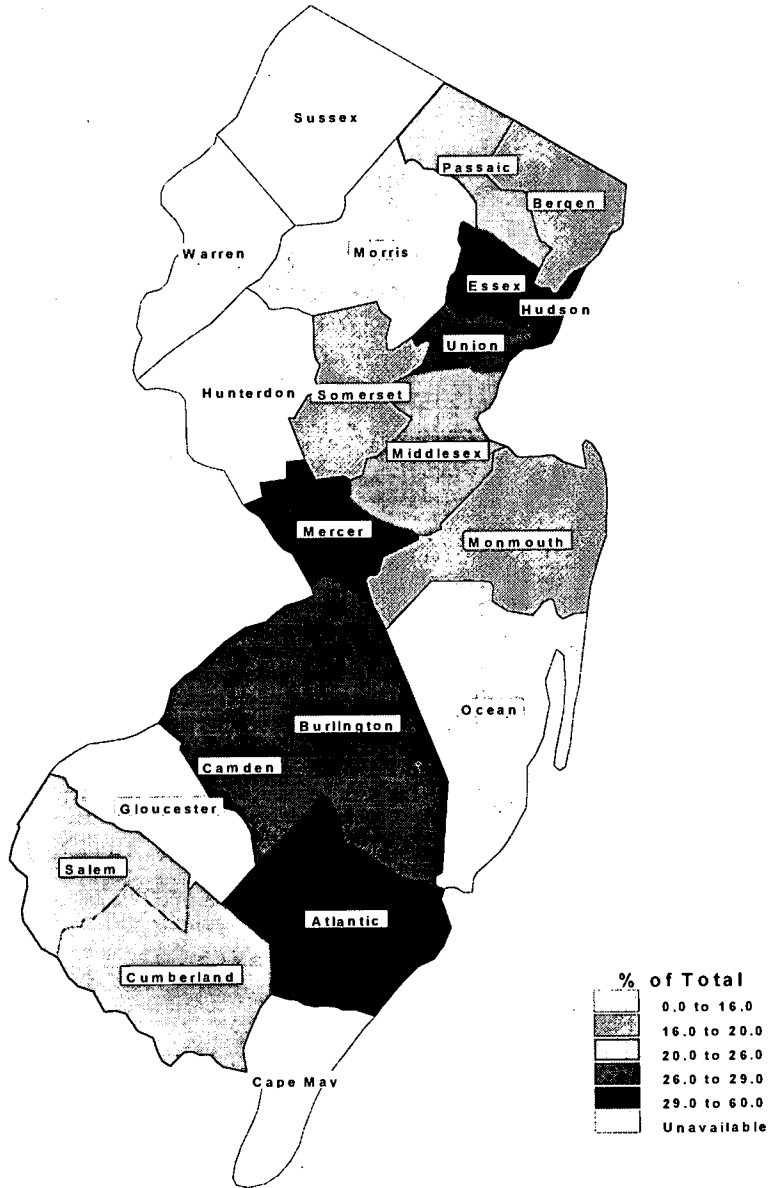 Sussex
Passaic
Bergen
Warren
Morris
Essex
Hudson
Union
Hunterdon
Somerset
Middlesex
Mercer
Monmouth
Ocean
Burlington
Camden
Gloucester
Salem
Atlantic
Cumberland
Cape May
% of Total
0.0 to 16.0
16.0 to 20.0
20.0 to 26.0
26.0 to 29.0
29.0 to 60.0
Unavailable